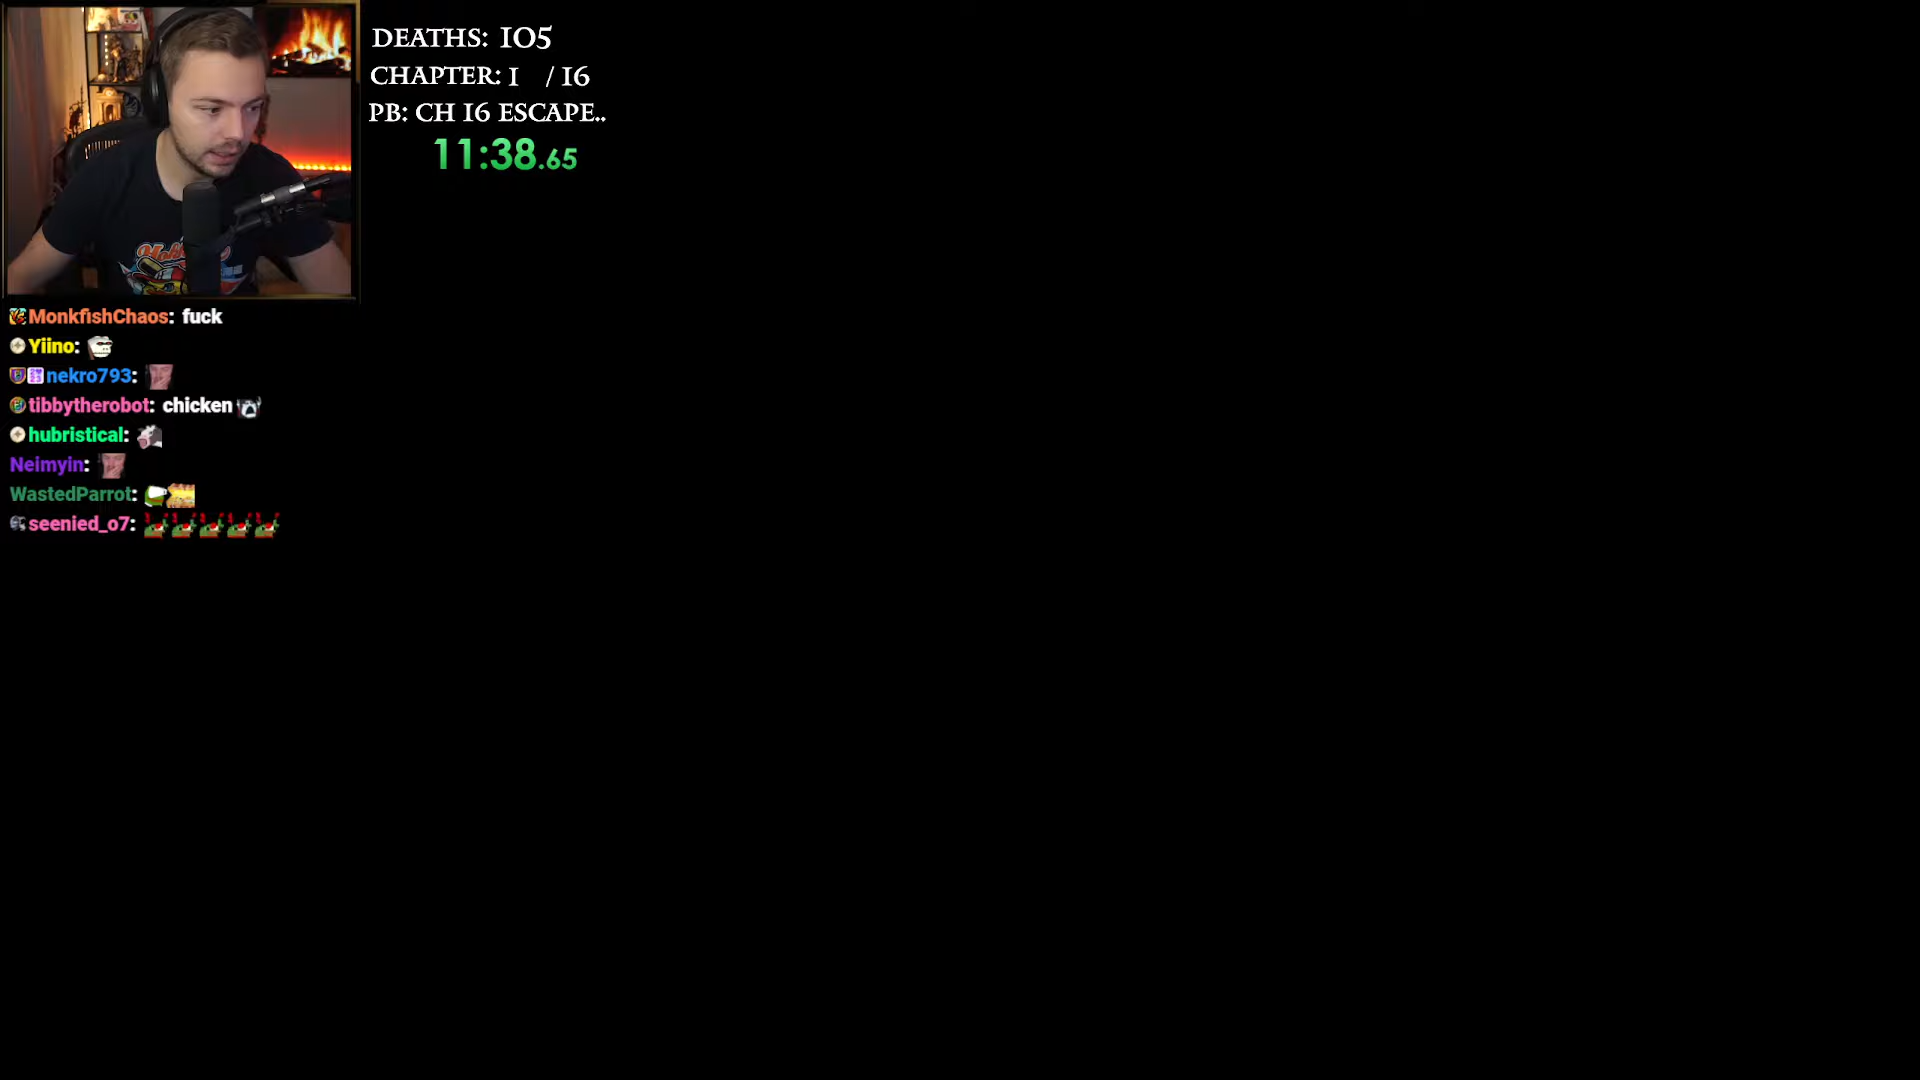 DEATHS: 105
CHAPTER: 1 / 16
PB: CH 16 ESCAPE..
11:38.65
MonkfishChaos: fuck
Yiino:
nekro793:
tibbytherobot: chicken
hubristical:
Neimyin:
WastedParrot:
seenied_o7: